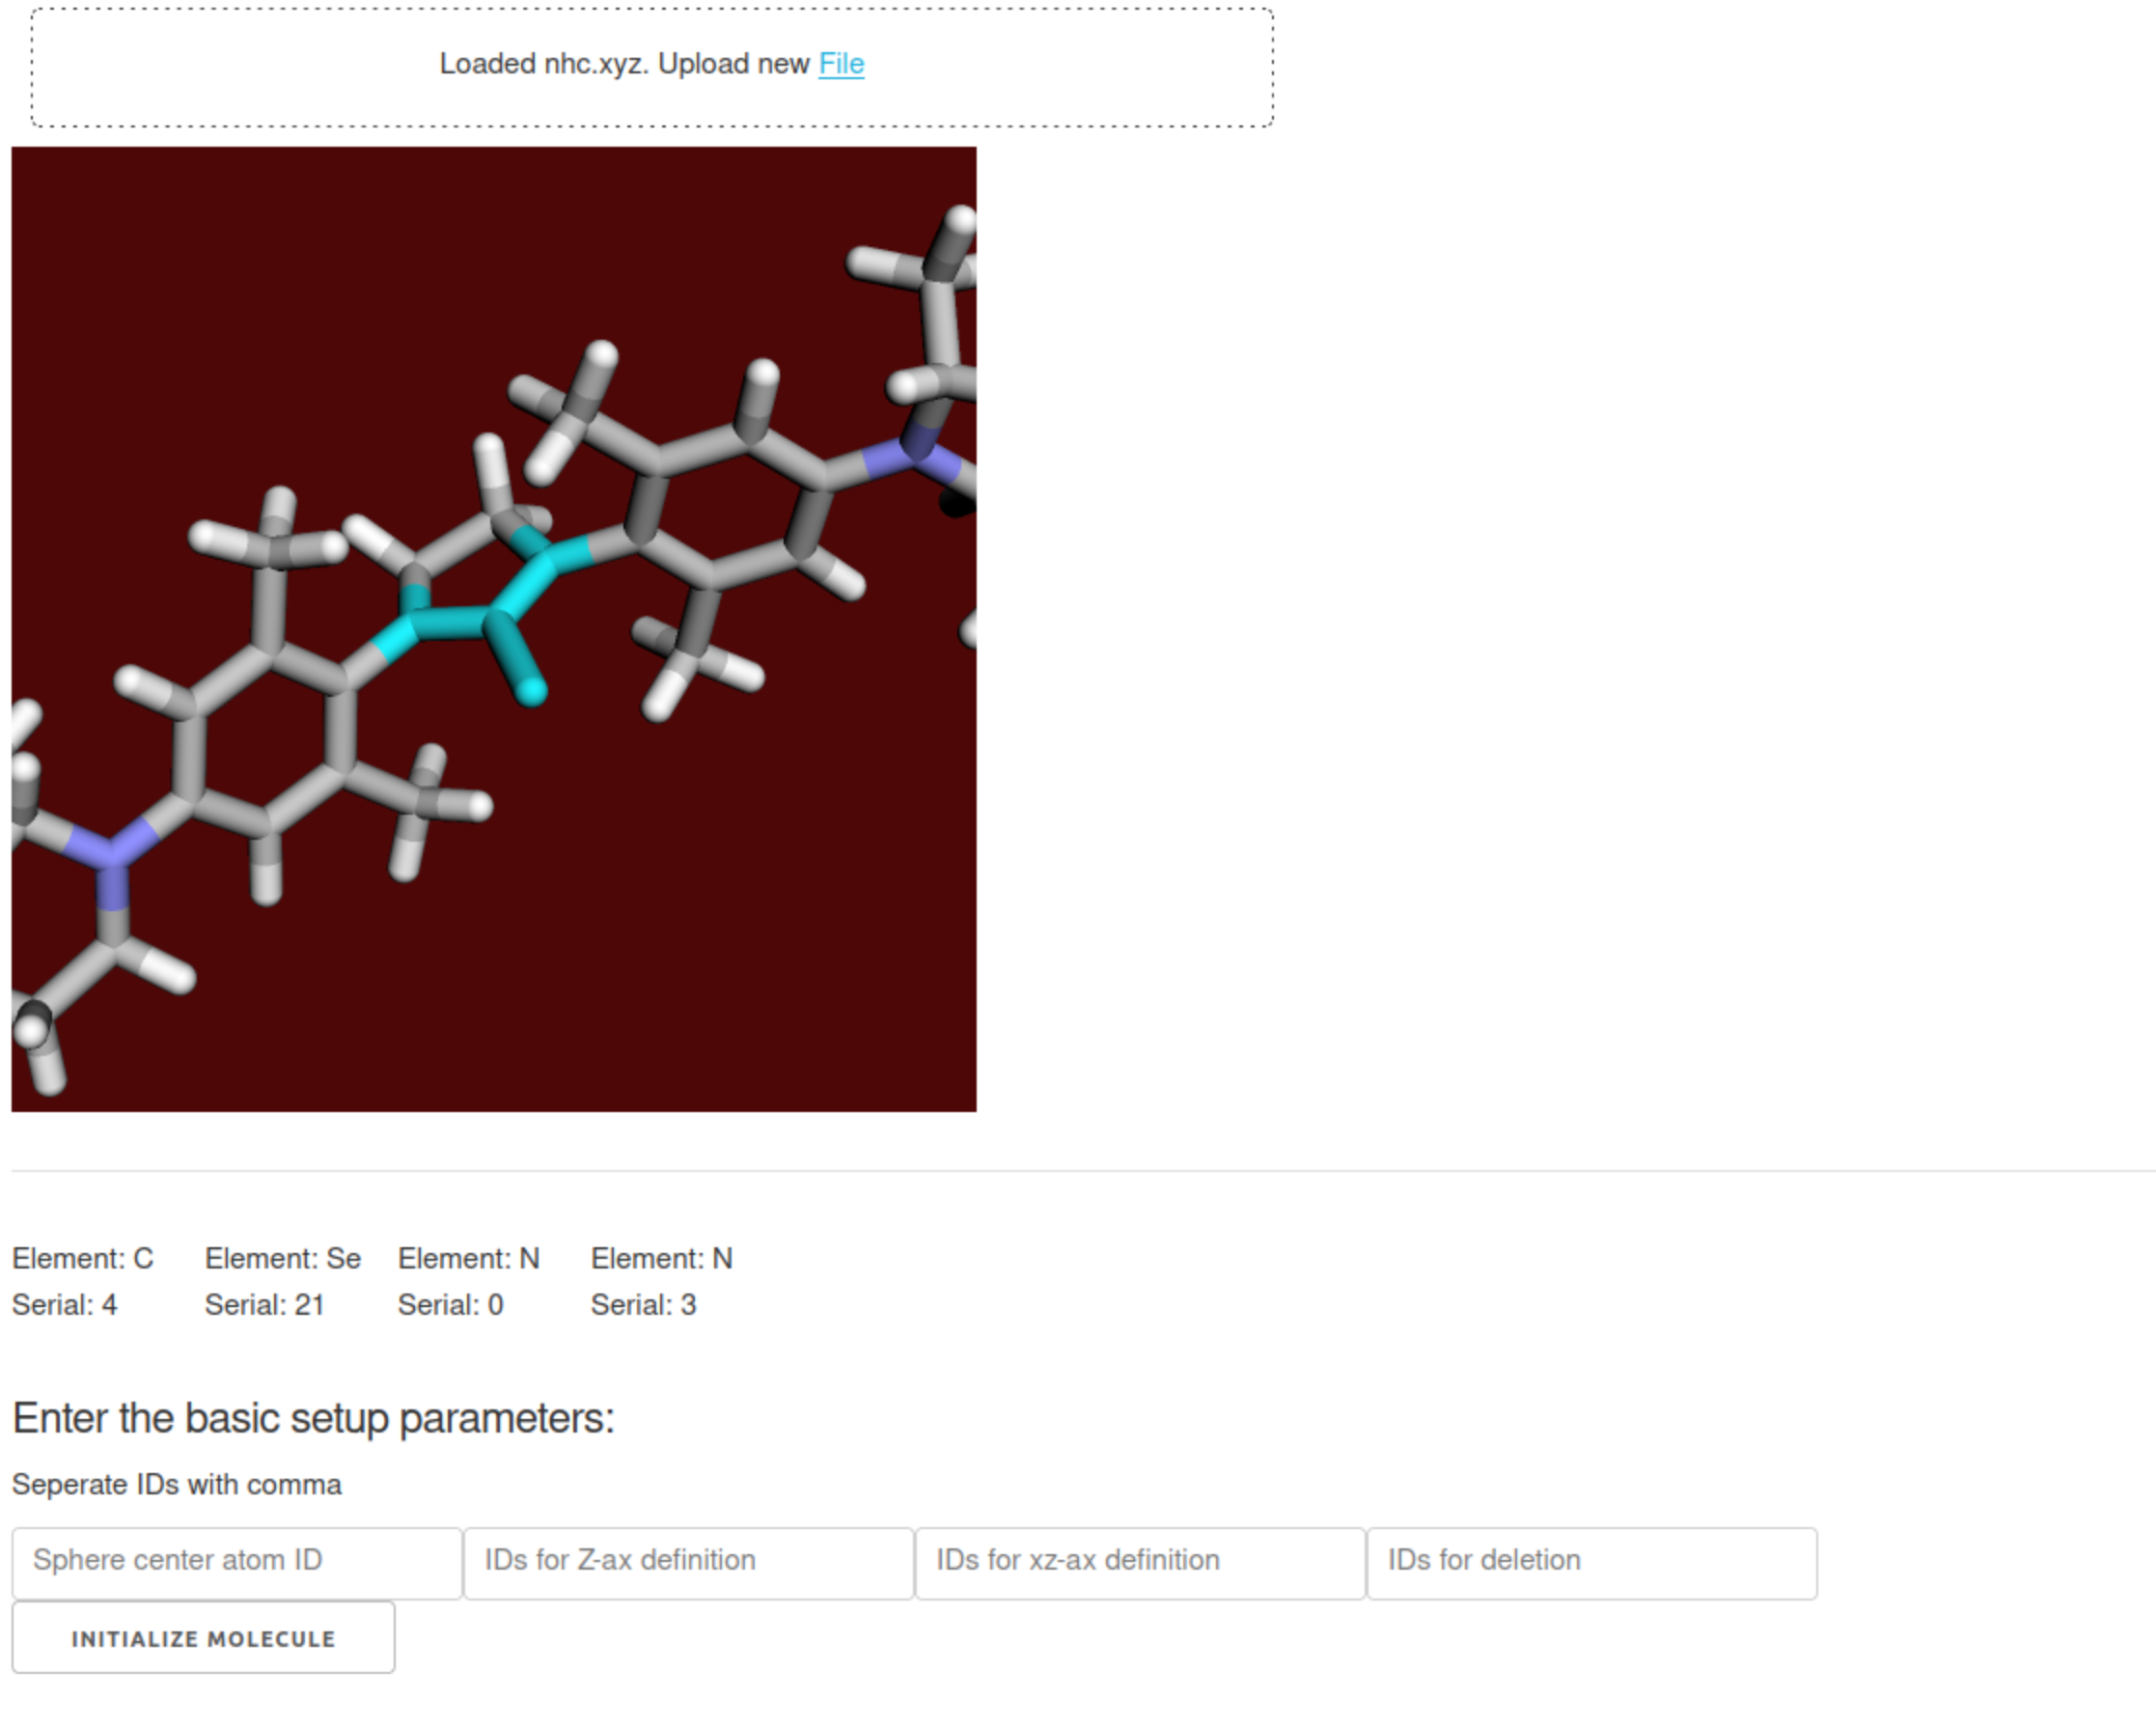 Loaded nhc.xyz. Upload new File
Element: C Element: Se Element: N Element: N
Serial: 4 Serial: 21 Serial: 0 Serial: 3
Enter the basic setup parameters:
Seperate IDs with comma
Sphere center atom ID IDs for Z-ax definition IDs for xz-ax definition IDs for deletion
INITIALIZE MOLECULE